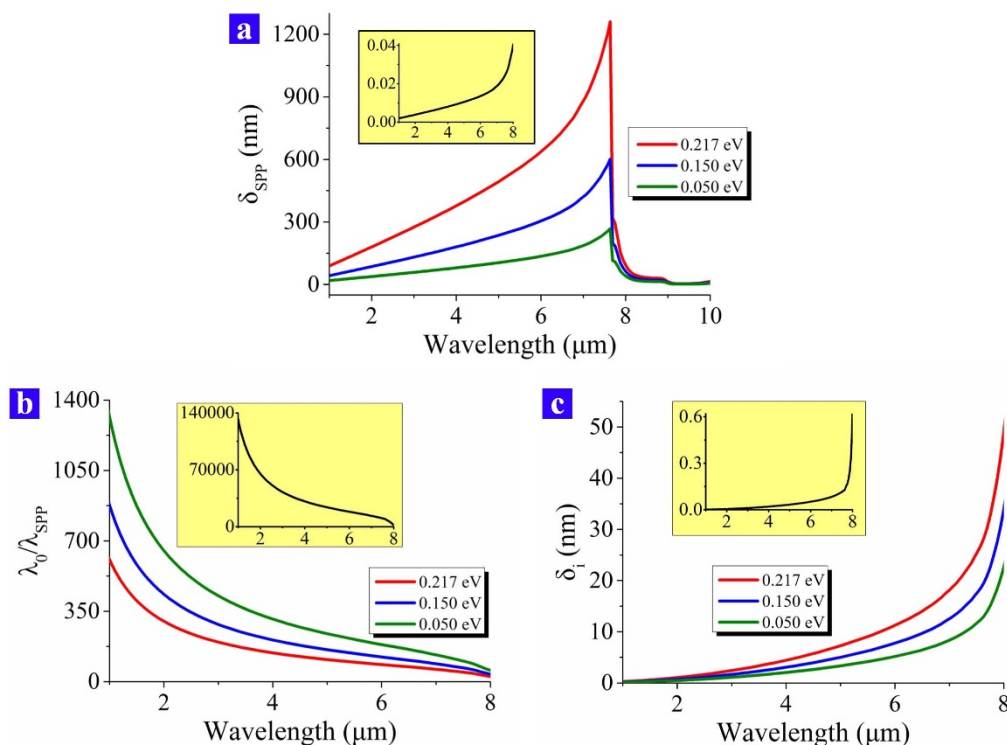 a
1200
900
600
300
0
δSPP (nm)
0.04
0.02
0.00
2 4 6 8
0.217 eV
0.150 eV
0.050 eV
2 4 6 8 10
Wavelength (μm)
b
1400
1050
700
350
0
λ0/λSPP
140000
70000
0
2 4 6 8
0.217 eV
0.150 eV
0.050 eV
2 4 6 8
Wavelength (μm)
c
50
40
30
20
10
0
δi (nm)
0.6
0.3
0.0
2 4 6 8
0.217 eV
0.150 eV
0.050 eV
2 4 6 8
Wavelength (μm)